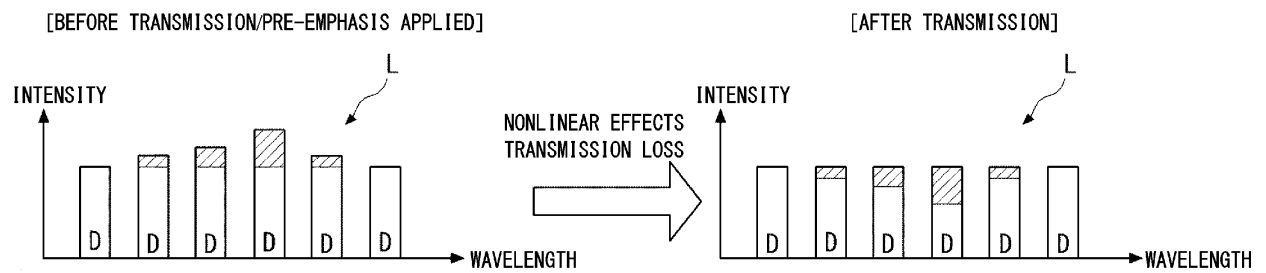 [BEFORE TRANSMISSION/PRE-EMPHASIS APPLIED]
L
INTENSITY
D D D D D D
WAVELENGTH
NONLINEAR EFFECTS
TRANSMISSION LOSS
[AFTER TRANSMISSION]
L
INTENSITY
D D D D D D
WAVELENGTH